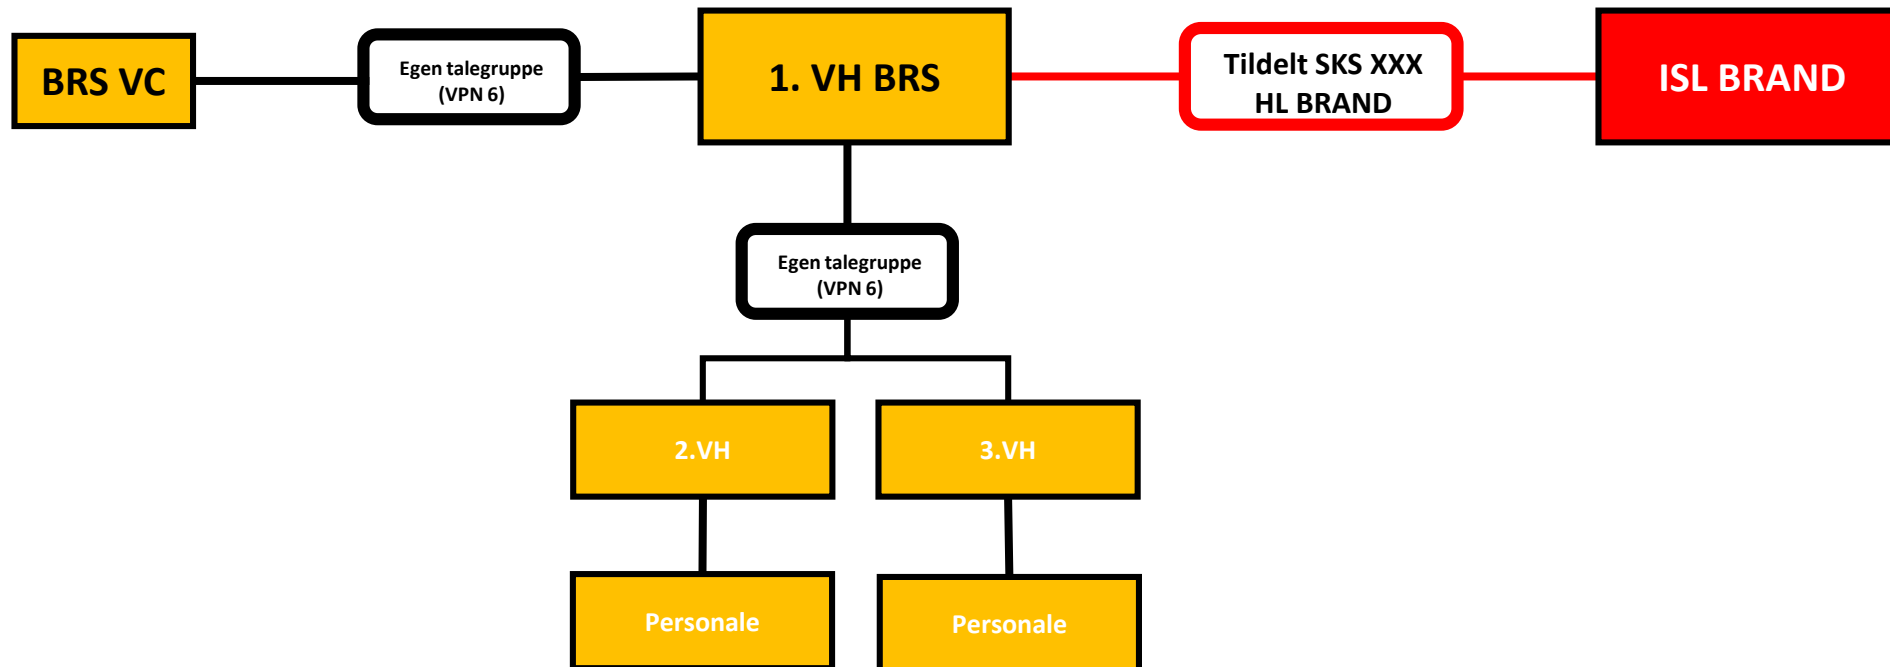 BRS VC
Egen talegruppe
(VPN 6)
1. VH BRS
Tildelt SKS XXX
HL BRAND
ISL BRAND
Egen talegruppe
(VPN 6)
2.VH
3.VH
Personale
Personale